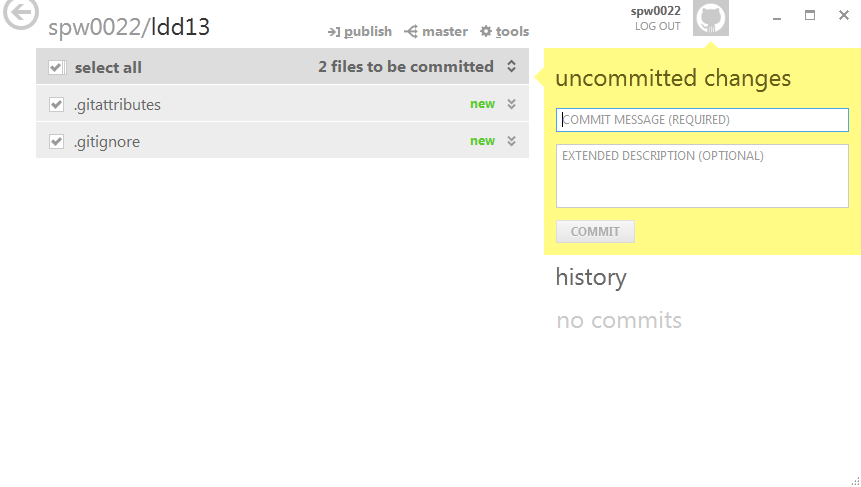 spw0022
LOG OUT
spw0022/ldd13
publish
master
tools
select all
2 files to be committed
.gitattributes
new
.gitignore
new
uncommitted changes
COMMIT MESSAGE (REQUIRED)
EXTENDED DESCRIPTION (OPTIONAL)
COMMIT
history
no commits